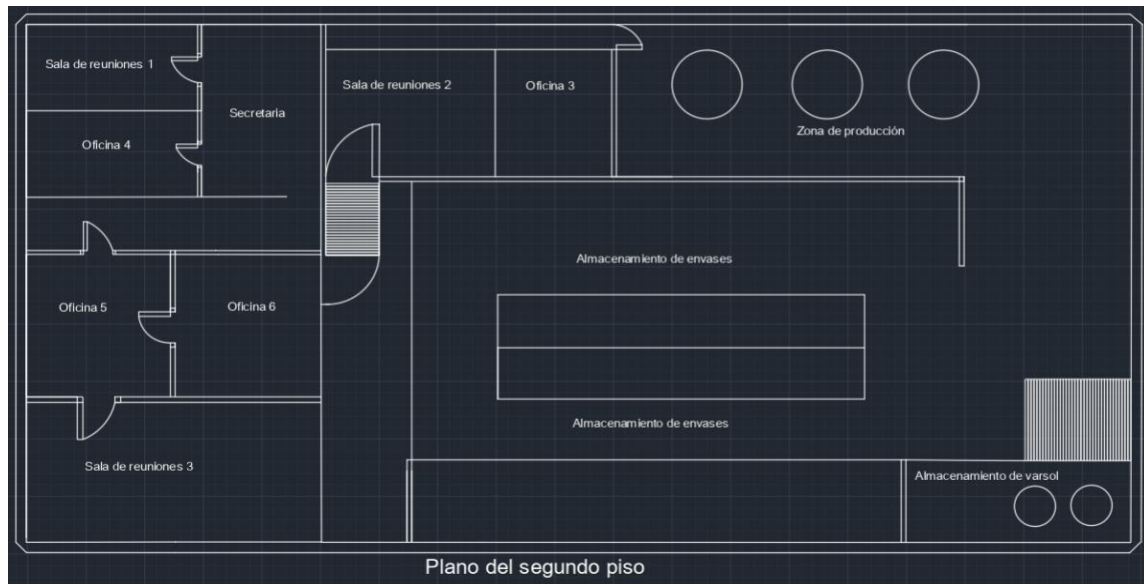 Sala de reuniones 1
Secretaria
Oficina 4
Sala de reuniones 2
Oficina 3
Zona de producción
Almacenamiento de envases
Oficina 5
Oficina 6
Almacenamiento de envases
Sala de reuniones 3
Almacenamiento de varsol
Plano del segundo piso